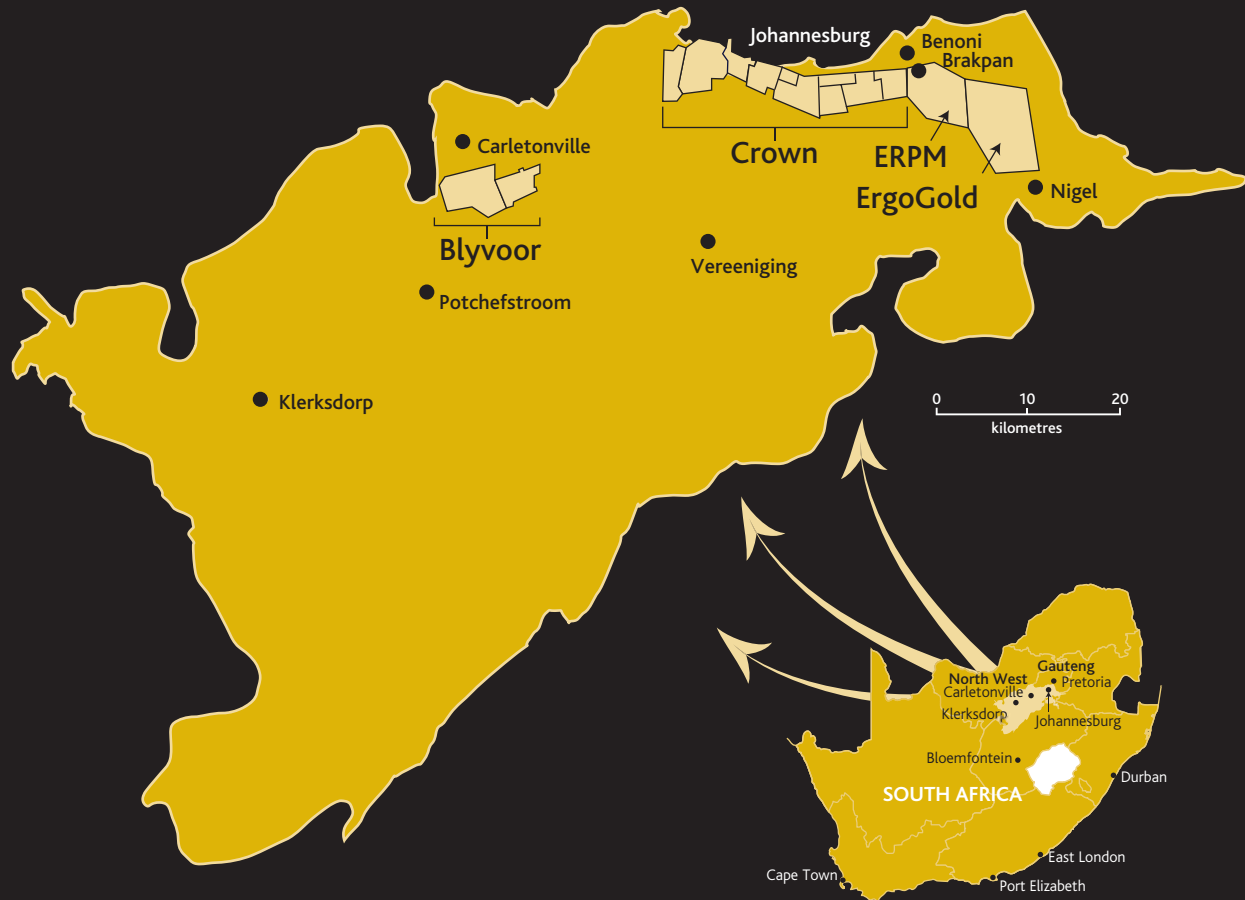 Johannesburg
Benoni
Brakpan
Carletonville
Crown
ERPM
ErgoGold
Nigel
Blyvoor
Vereeniging
Potchefstroom
Klerksdorp
0 10 20
kilometres
Gauteng
North West
Pretoria
Carletonville
Klerksdorp
Johannesburg
Bloemfontein
Durban
SOUTH AFRICA
East London
Cape Town
Port Elizabeth